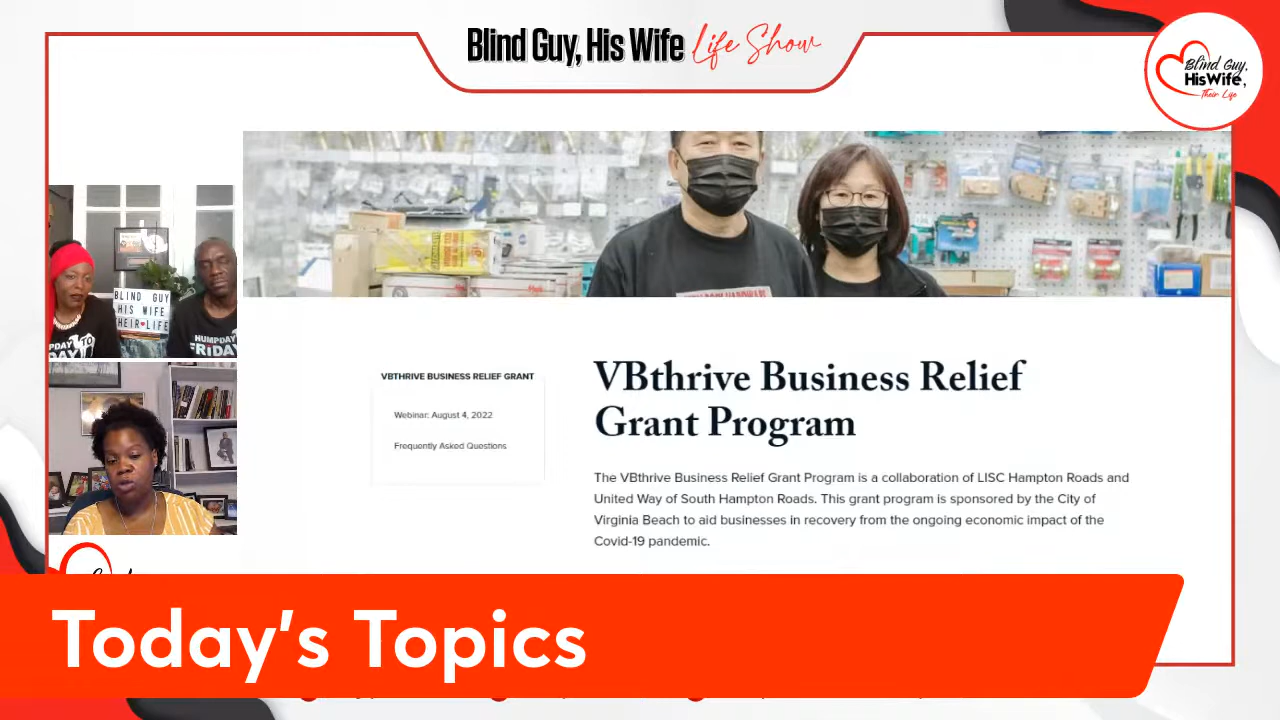 Blind Guy, His Wife Life Show
Blind Guy,
His Wife,
Their Life
BLIND GUY
HIS WIFE
THEIR LIFE
HUMPDAY
FRIDAY
VBTHRIVE BUSINESS RELIEF GRANT
Webinar: August 4, 2022
Frequently Asked Questions
VBthrive Business Relief
Grant Program
The VBthrive Business Relief Grant Program is a collaboration of LISC Hampton Roads and
United Way of South Hampton Roads. This grant program is sponsored by the City of
Virginia Beach to aid businesses in recovery from the ongoing economic impact of the
Covid-19 pandemic.
Today's Topics